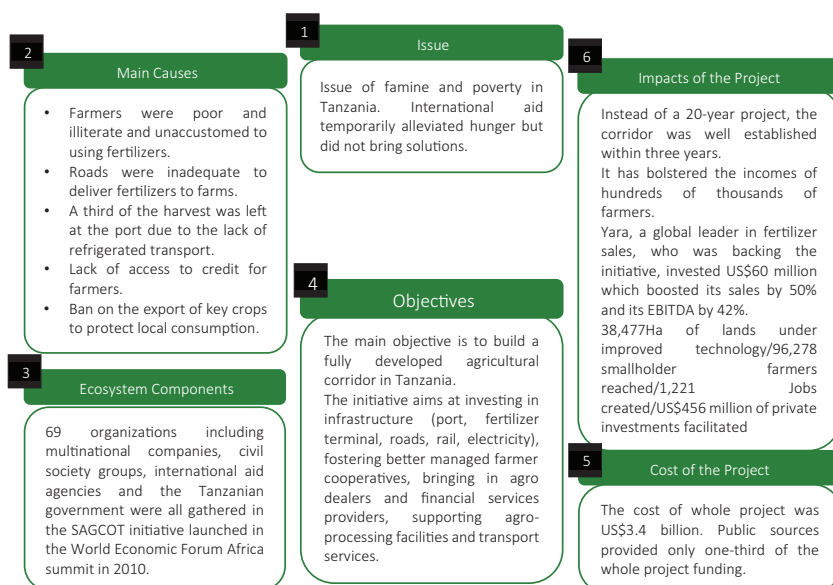 1
Issue
Issue of famine and poverty in
Tanzania. International aid
temporarily alleviated hunger but
did not bring solutions.
2
Main Causes
• Farmers were poor and
illiterate and unaccustomed to
using fertilizers.
• Roads were inadequate to
deliver fertilizers to farms.
• A third of the harvest was left
at the port due to the lack of
refrigerated transport.
• Lack of access to credit for
farmers.
• Ban on the export of key crops
to protect local consumption.
3
Ecosystem Components
69 organizations including
multinational companies, civil
society groups, international aid
agencies and the Tanzanian
government were all gathered in
the SAGCOT initiative launched in
the World Economic Forum Africa
summit in 2010.
4
Objectives
The main objective is to build a
fully developed agricultural
corridor in Tanzania.
The initiative aims at investing in
infrastructure (port, fertilizer
terminal, roads, rail, electricity),
fostering better managed farmer
cooperatives, bringing in agro
dealers and financial services
providers, supporting agro-
processing facilities and transport
services.
5
Cost of the Project
The cost of whole project was
US$3.4 billion. Public sources
provided only one-third of the
whole project funding.
6
Impacts of the Project
Instead of a 20-year project, the
corridor was well established
within three years.
It has bolstered the incomes of
hundreds of thousands of
farmers.
Yara, a global leader in fertilizer
sales, who was backing the
initiative, invested US$60 million
which boosted its sales by 50%
and its EBITDA by 42%.
38,477Ha of lands under
improved technology/96,278
smallholder farmers
reached/1,221 Jobs
created/US$456 million of private
investments facilitated